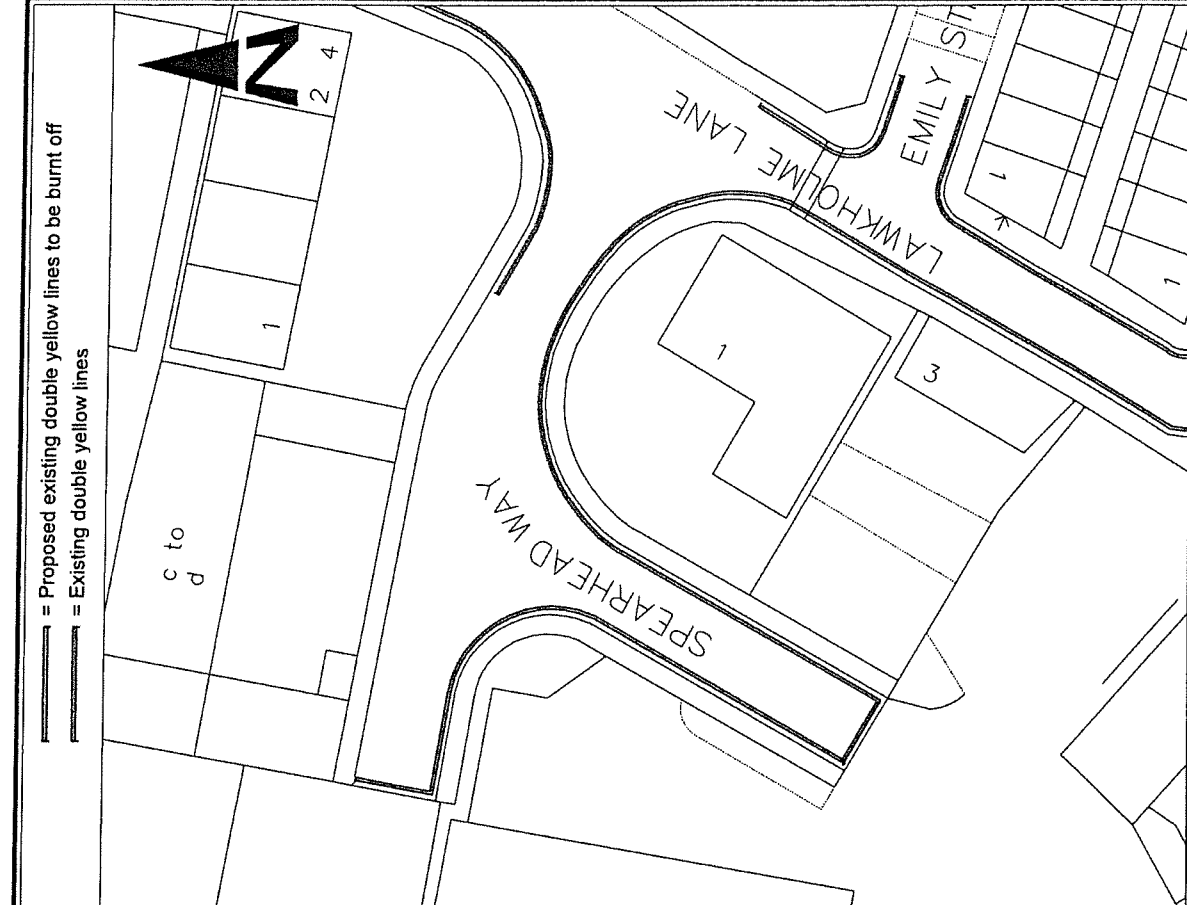 = Proposed existing double yellow lines to be burnt off
= Existing double yellow lines
N
2 4
1
c to
d
LAWKHOLME LANE
EMILY
1
1
1
3
SPEARHEAD WAY